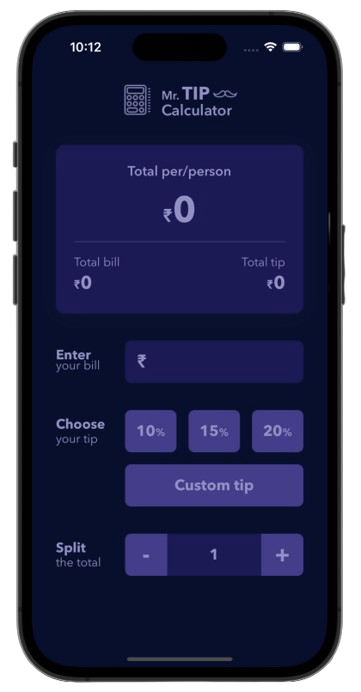 10:12
Mr. TIP
Calculator
Total per/person
₹0
Total bill Total tip
₹0 ₹0
Enter
your bill
₹
Choose
your tip
10% 15% 20%
Custom tip
Split
the total
- 1 +